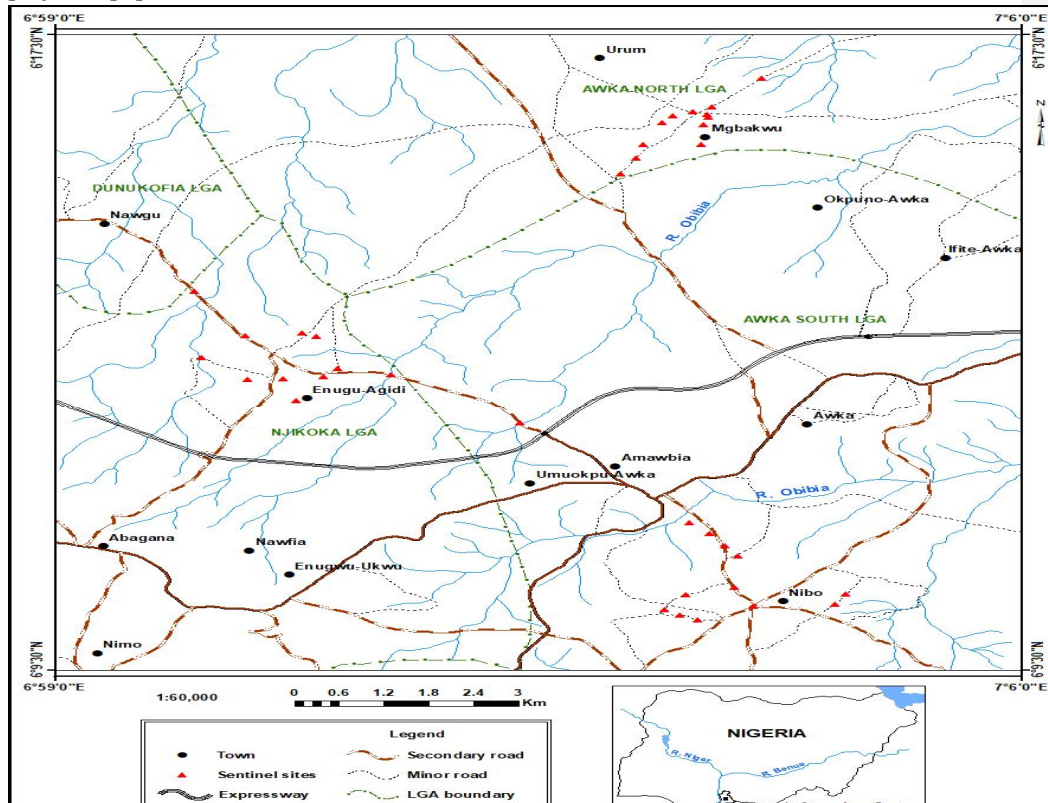 6°59'0"E 7°6'0"E
6°17'30"N
6°17'30"N
Urum
AWKA NORTH LGA
Z
Mgbakwu
DUNUKOFIA LGA
Nawgu
Okpuno-Awka
R. Obibia
Ifite-Awka
AWKA SOUTH LGA
Enugu-Agidi
NJIKOKA LGA
Awka
Amawbia
Umuokpu-Awka
R. Obibia
Abagana
Nawfia
Enugwu-Ukwu
Nibo
Nimo
6°9'30"N
6°9'30"N
6°59'0"E 7°6'0"E
1:60,000
0 0.6 1.2 1.8 2.4 3
Km
Legend
Town
Secondary road
Sentinel sites
Minor road
Expressway
LGA boundary
NIGERIA
R. Niger
R. Benue